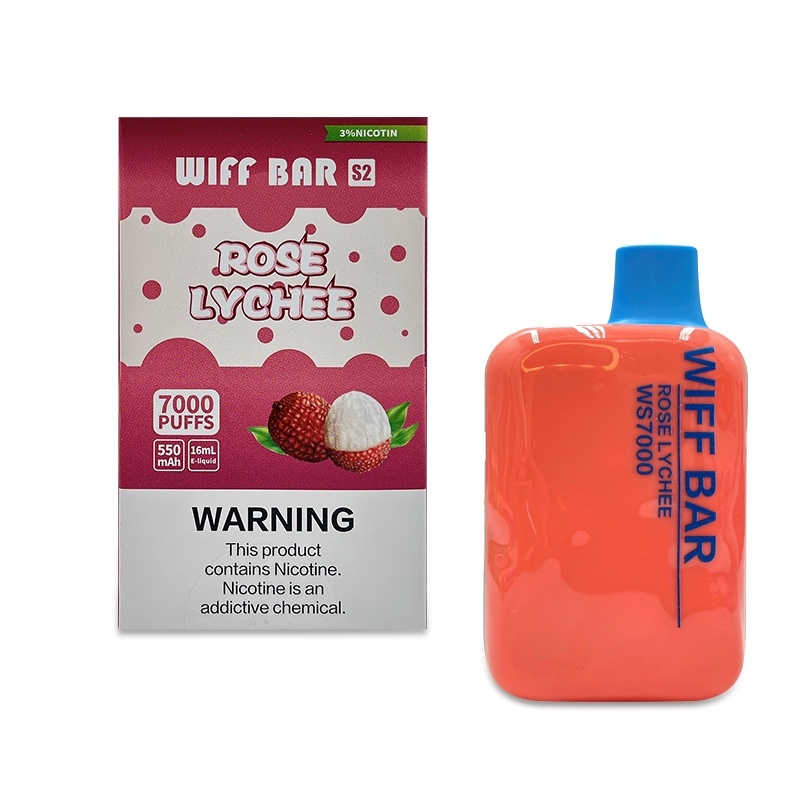 3%NICOTIN
WIFF BAR S2
ROSE
LYCHEE
7000
PUFFS
550
mAh
16mL
E-liquid
WARNING
This product
contains Nicotine.
Nicotine is an
addictive chemical.
WIFF BAR
ROSE LYCHEE
WS7000